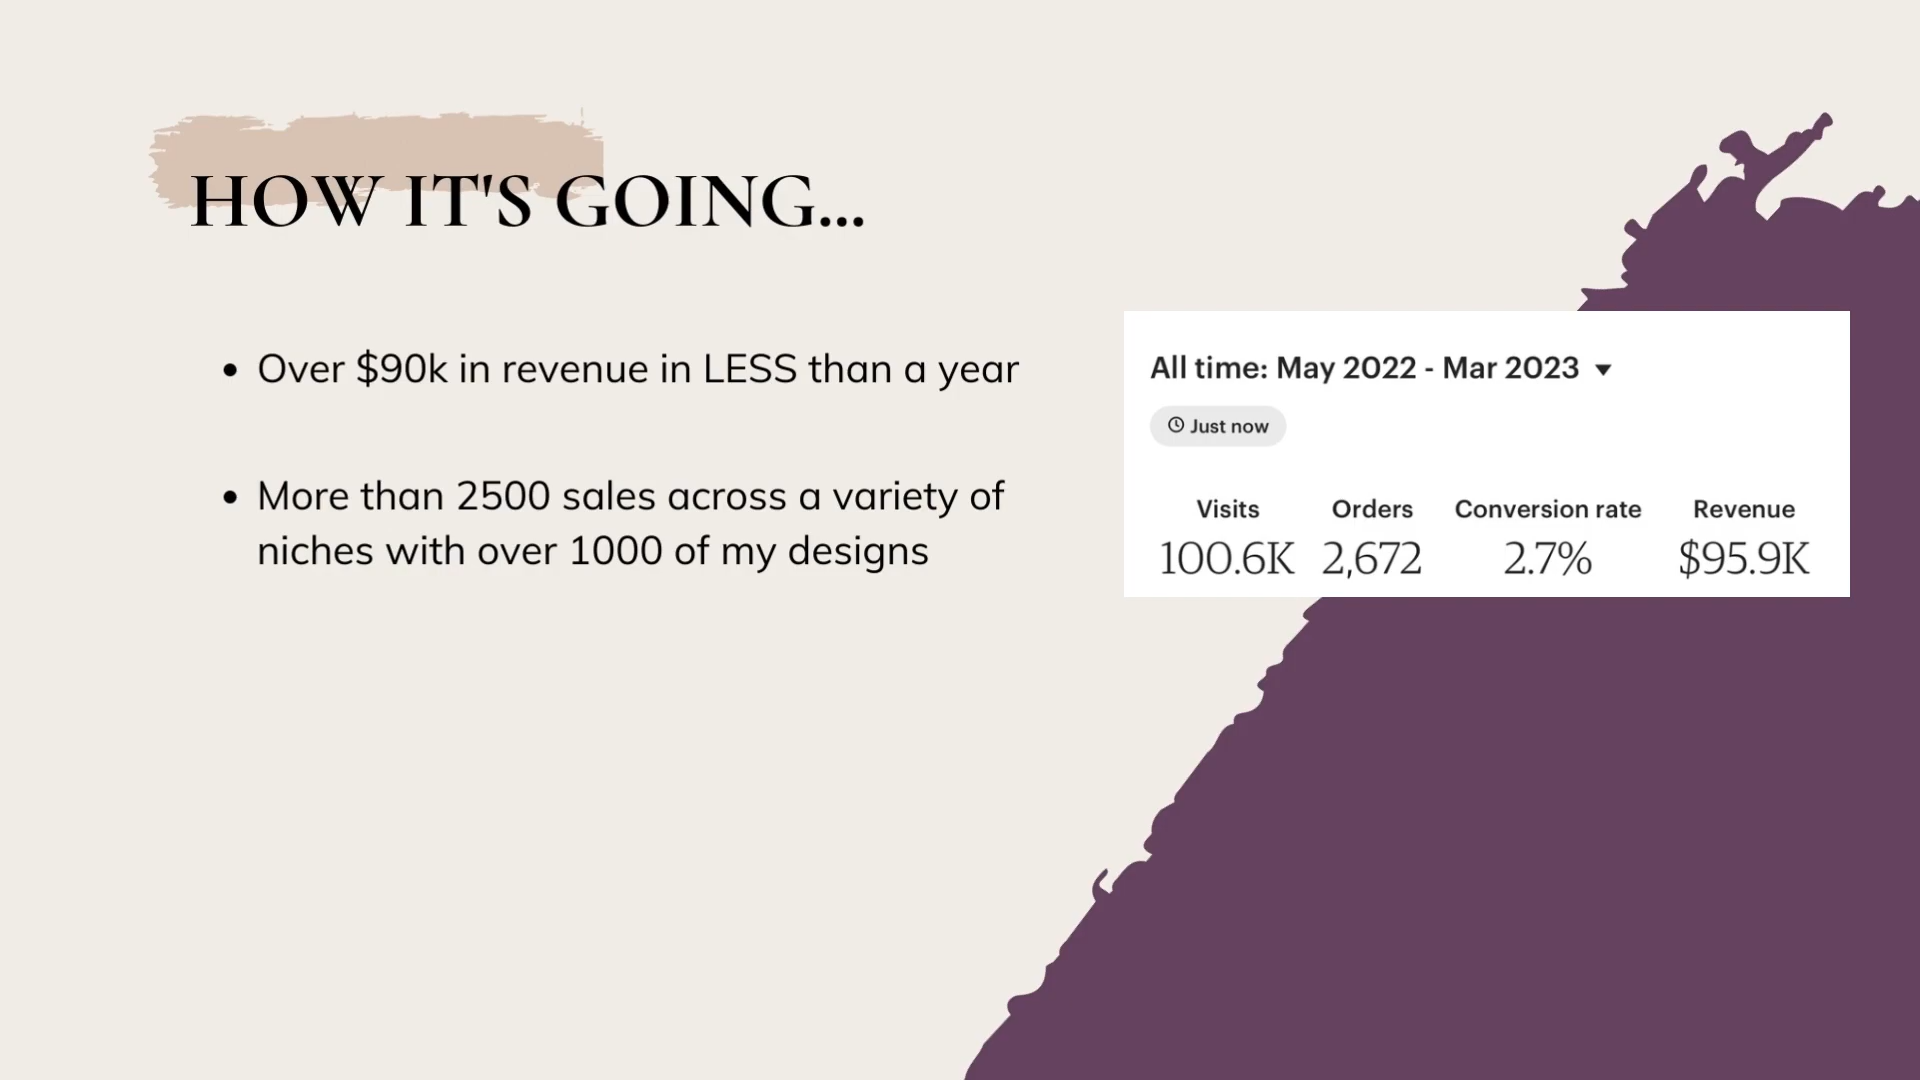 HOW IT'S GOING...
• Over $90k in revenue in LESS than a year
• More than 2500 sales across a variety of
niches with over 1000 of my designs
All time: May 2022 - Mar 2023
Just now
Visits Orders Conversion rate Revenue
100.6K 2,672 2.7% $95.9K